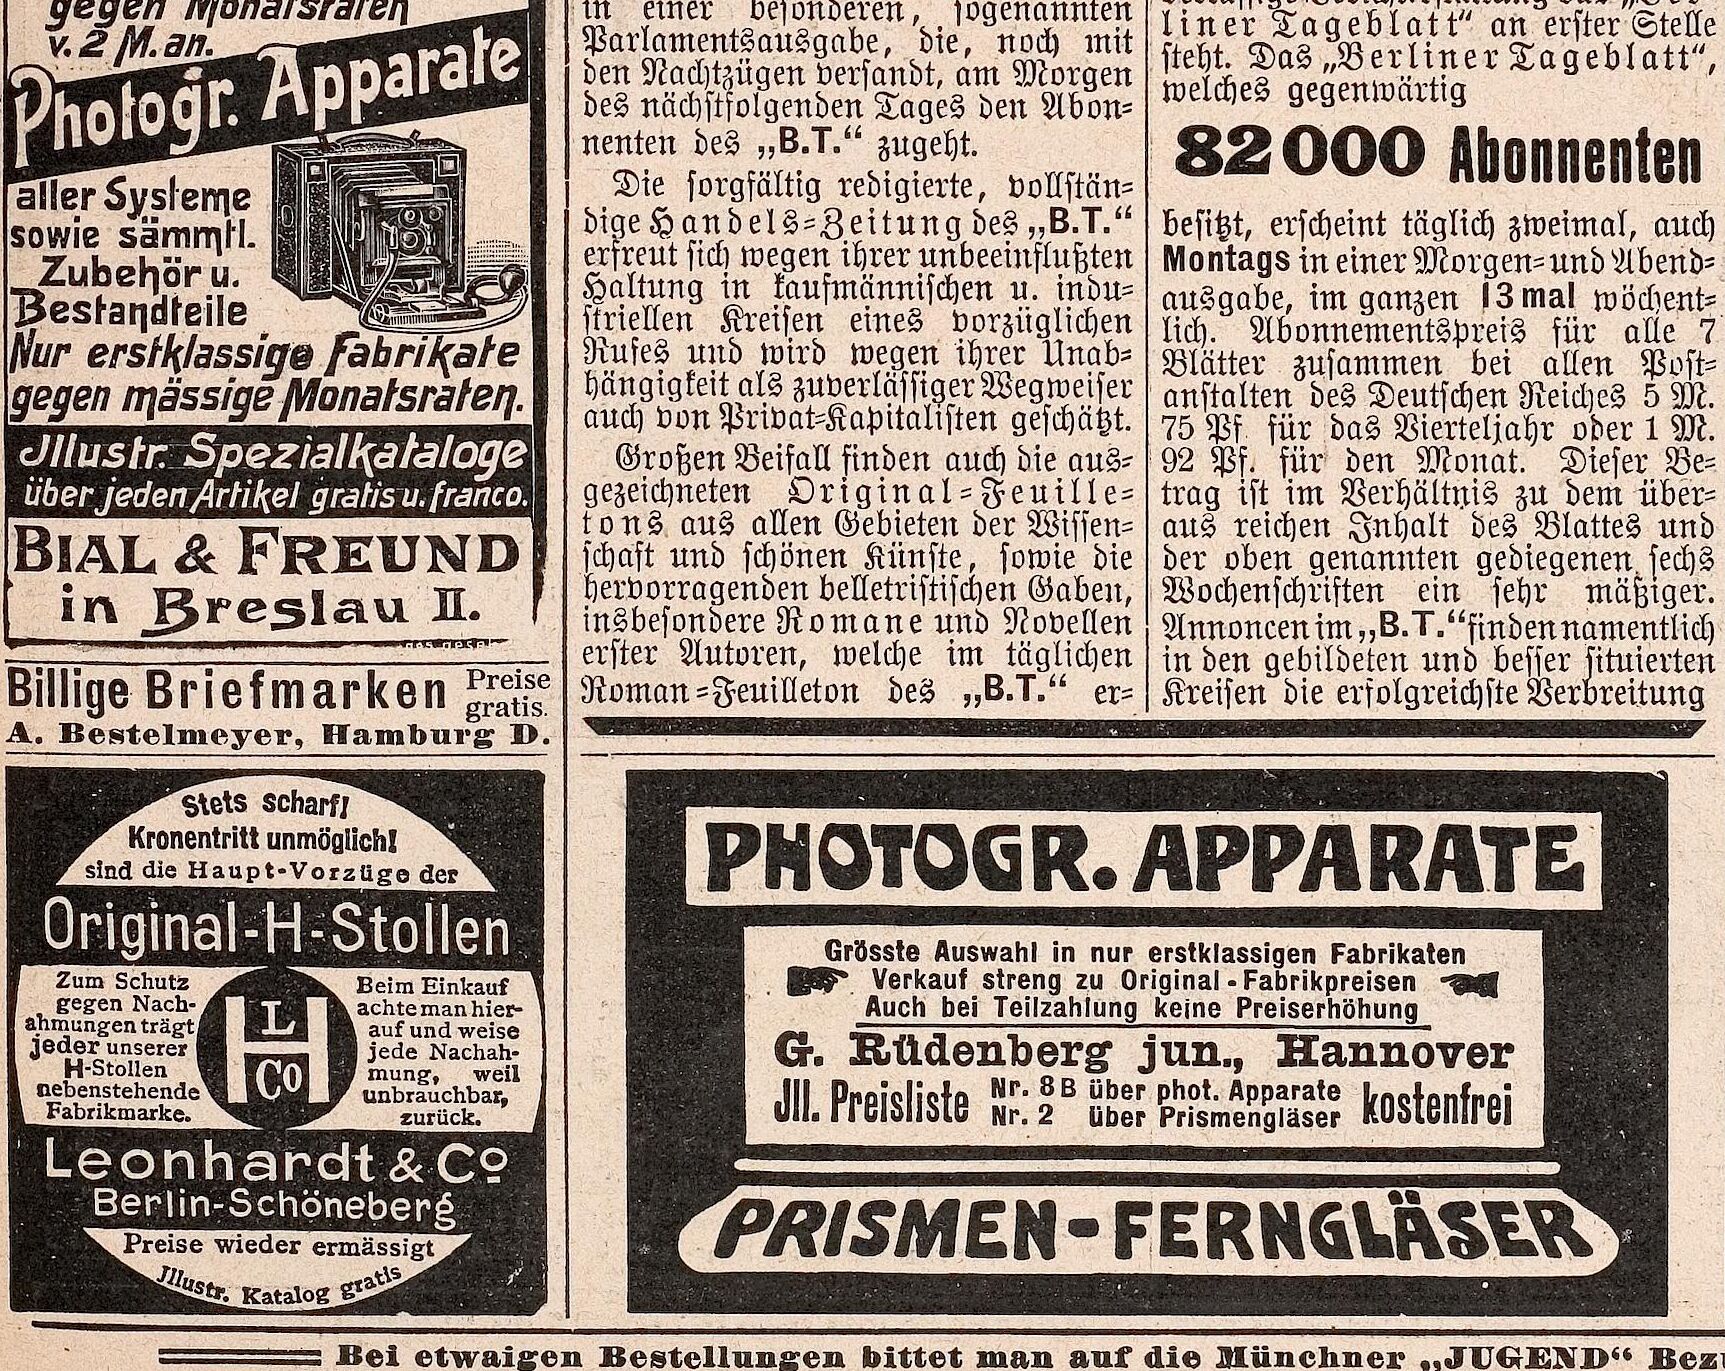 gegen Monatsraten
v. 2 M. an.
Photogr. Apparate
aller Systeme
sowie sämmtl.
Zubehör u.
Bestandteile
Nur erstklassige Fabrikate
gegen mässige Monatsraten.
Jllustr. Spezialkataloge
über jeden Artikel gratis u. franco.
BIAL & FREUND
in Breslau II.
Billige Briefmarken Preise
gratis.
A. Bestelmeyer, Hamburg D.
Stets scharf!
Kronentritt unmöglich!
sind die Haupt-Vorzüge der
Original-H-Stollen
Zum Schutz
gegen Nach-
ahmungen trägt
jeder unserer
H-Stollen
nebenstehende
Fabrikmarke.
L
H
CO
Beim Einkauf
achte man hier-
auf und weise
jede Nachah-
mung, weil
unbrauchbar,
zurück.
Leonhardt & Co
Berlin-Schöneberg
Preise wieder ermässigt
Jllustr. Katalog gratis
in einer besonderen, sogenannten
Parlamentsausgabe, die, noch mit
den Nachtzügen versandt, am Morgen
des nächstfolgenden Tages den Abon-
nenten des „B.T.“ zugeht.
Die sorgfältig redigierte, vollstän-
dige Handels-Zeitung des „B.T.“
erfreut sich wegen ihrer unbeeinflußten
Haltung in kaufmännischen u. indu-
striellen Kreisen eines vorzüglichen
Rufes und wird wegen ihrer Unab-
hängigkeit als zuverlässiger Wegweiser
auch von Privat-Kapitalisten geschätzt.
Großen Beifall finden auch die aus-
gezeichneten Original-Feuille-
tons aus allen Gebieten der Wissen-
schaft und schönen Künste, sowie die
hervorragenden belletristischen Gaben,
insbesondere Romane und Novellen
erster Autoren, welche im täglichen
Roman-Feuilleton des „B.T.“ er-
liner Tageblatt“ an erster Stelle
steht. Das „Berliner Tageblatt“,
welches gegenwärtig
82000 Abonnenten
besitzt, erscheint täglich zweimal, auch
Montags in einer Morgen- und Abend-
ausgabe, im ganzen 13 mal wöchent-
lich. Abonnementspreis für alle 7
Blätter zusammen bei allen Post-
anstalten des Deutschen Reiches 5 M.
75 Pf für das Vierteljahr oder 1 M.
92 Pf. für den Monat. Dieser Be-
trag ist im Verhältnis zu dem über-
aus reichen Inhalt des Blattes und
der oben genannten gediegenen sechs
Wochenschriften ein sehr mäßiger.
Annoncen im „B.T.“ finden namentlich
in den gebildeten und besser situierten
Kreisen die erfolgreichste Verbreitung
PHOTOGR. APPARATE
Grösste Auswahl in nur erstklassigen Fabrikaten
Verkauf streng zu Original-Fabrikpreisen
Auch bei Teilzahlung keine Preiserhöhung
G. Rüdenberg jun., Hannover
Jll. Preisliste Nr. 8B über phot. Apparate kostenfrei
Nr. 2 über Prismengläser
PRISMEN-FERNGLÄSER
Bei etwaigen Bestellungen bittet man auf die Münchner „JUGEND“ Bez